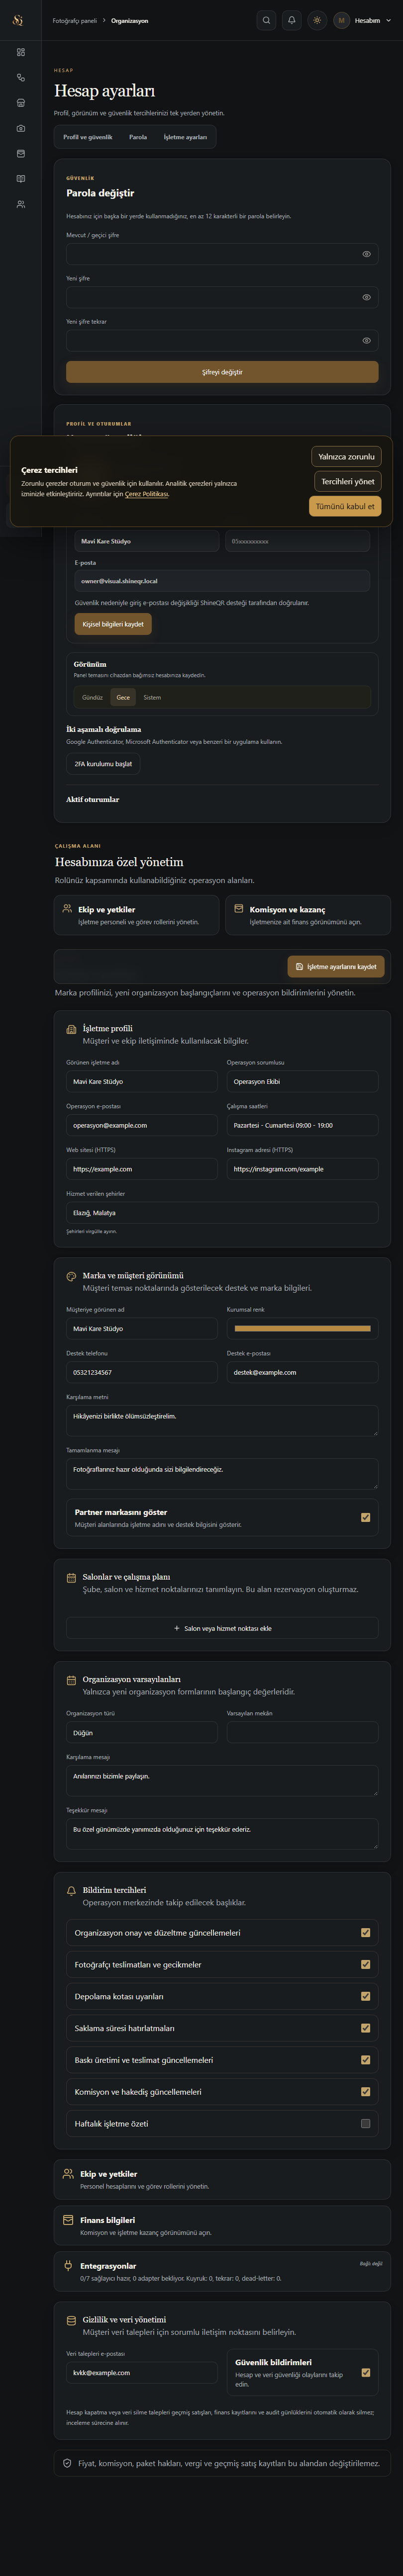 Fotoğrafçı paneli > Organizasyon
M Hesabım
HESAP
Hesap ayarları
Profil, görünüm ve güvenlik tercihlerinizi tek yerden yönetin.
Profil ve güvenlik Parola İşletme ayarları
GÜVENLİK
Parola değiştir
Hesabınız için başka bir yerde kullanmadığınız, en az 12 karakterli bir parola belirleyin.
Mevcut / geçici şifre
Yeni şifre
Yeni şifre tekrar
Şifreyi değiştir
PROFİL VE OTURUMLAR
Çerez tercihleri
Zorunlu çerezler oturum ve güvenlik için kullanılır. Analitik çerezleri yalnızca
izninizle etkinleştiririz. Ayrıntılar için Çerez Politikası.
Yalnızca zorunlu
Tercihleri yönet
Tümünü kabul et
Mavi Kare Stüdyo 05xxxxxxxxx
E-posta
owner@visual.shineqr.local
Güvenlik nedeniyle giriş e-postası değişikliği ShineQR desteği tarafından doğrulanır.
Kişisel bilgileri kaydet
Görünüm
Panel temasını cihazdan bağımsız hesabınıza kaydedin.
Gündüz Gece Sistem
İki aşamalı doğrulama
Google Authenticator, Microsoft Authenticator veya benzeri bir uygulama kullanın.
2FA kurulumu başlat
Aktif oturumlar
ÇALIŞMA ALANI
Hesabınıza özel yönetim
Rolünüz kapsamında kullanabildiğiniz operasyon alanları.
Ekip ve yetkiler
İşletme personeli ve görev rollerini yönetin.
Komisyon ve kazanç
İşletmenize ait finans görünümünü açın.
İşletme ayarlarını kaydet
Marka profilinizi, yeni organizasyon başlangıçlarını ve operasyon bildirimlerini yönetin.
İşletme profili
Müşteri ve ekip iletişiminde kullanılacak bilgiler.
Görünen işletme adı Operasyon sorumlusu
Mavi Kare Stüdyo Operasyon Ekibi
Operasyon e-postası Çalışma saatleri
operasyon@example.com Pazartesi - Cumartesi 09:00 - 19:00
Web sitesi (HTTPS) Instagram adresi (HTTPS)
https://example.com https://instagram.com/example
Hizmet verilen şehirler
Elazığ, Malatya
Şehirleri virgülle ayırın.
Marka ve müşteri görünümü
Müşteri temas noktalarında gösterilecek destek ve marka bilgileri.
Müşteriye görünen ad Kurumsal renk
Mavi Kare Stüdyo
Destek telefonu Destek e-postası
05321234567 destek@example.com
Karşılama metni
Hikâyenizi birlikte ölümsüzleştirelim.
Tamamlanma mesajı
Fotoğraflarınız hazır olduğunda sizi bilgilendireceğiz.
Partner markasını göster
Müşteri alanlarında işletme adını ve destek bilgisini gösterir.
Salonlar ve çalışma planı
Şube, salon ve hizmet noktalarınızı tanımlayın. Bu alan rezervasyon oluşturmaz.
+ Salon veya hizmet noktası ekle
Organizasyon varsayılanları
Yalnızca yeni organizasyon formlarının başlangıç değerleridir.
Organizasyon türü Varsayılan mekân
Düğün
Karşılama mesajı
Anılarınızı bizimle paylaşın.
Teşekkür mesajı
Bu özel günümüzde yanımızda olduğunuz için teşekkür ederiz.
Bildirim tercihleri
Operasyon merkezinde takip edilecek başlıklar.
Organizasyon onay ve düzeltme güncellemeleri
Fotoğrafçı teslimatları ve gecikmeler
Depolama kotası uyarıları
Saklama süresi hatırlatmaları
Baskı üretimi ve teslimat güncellemeleri
Komisyon ve hakediş güncellemeleri
Haftalık işletme özeti
Ekip ve yetkiler
Personel hesaplarını ve görev rollerini yönetin.
Finans bilgileri
Komisyon ve işletme kazanç görünümünü açın.
Entegrasyonlar Bağlı değil
0/7 sağlayıcı hazır, 0 adapter bekliyor. Kuyruk: 0, tekrar: 0, dead-letter: 0.
Gizlilik ve veri yönetimi
Müşteri veri talepleri için sorumlu iletişim noktasını belirleyin.
Veri talepleri e-postası
kvkk@example.com
Güvenlik bildirimleri
Hesap ve veri güvenliği olaylarını takip
edin.
Hesap kapatma veya veri silme talepleri geçmiş satışları, finans kayıtlarını ve audit günlüklerini otomatik olarak silmez;
inceleme sürecine alınır.
Fiyat, komisyon, paket hakları, vergi ve geçmiş satış kayıtları bu alandan değiştirilemez.